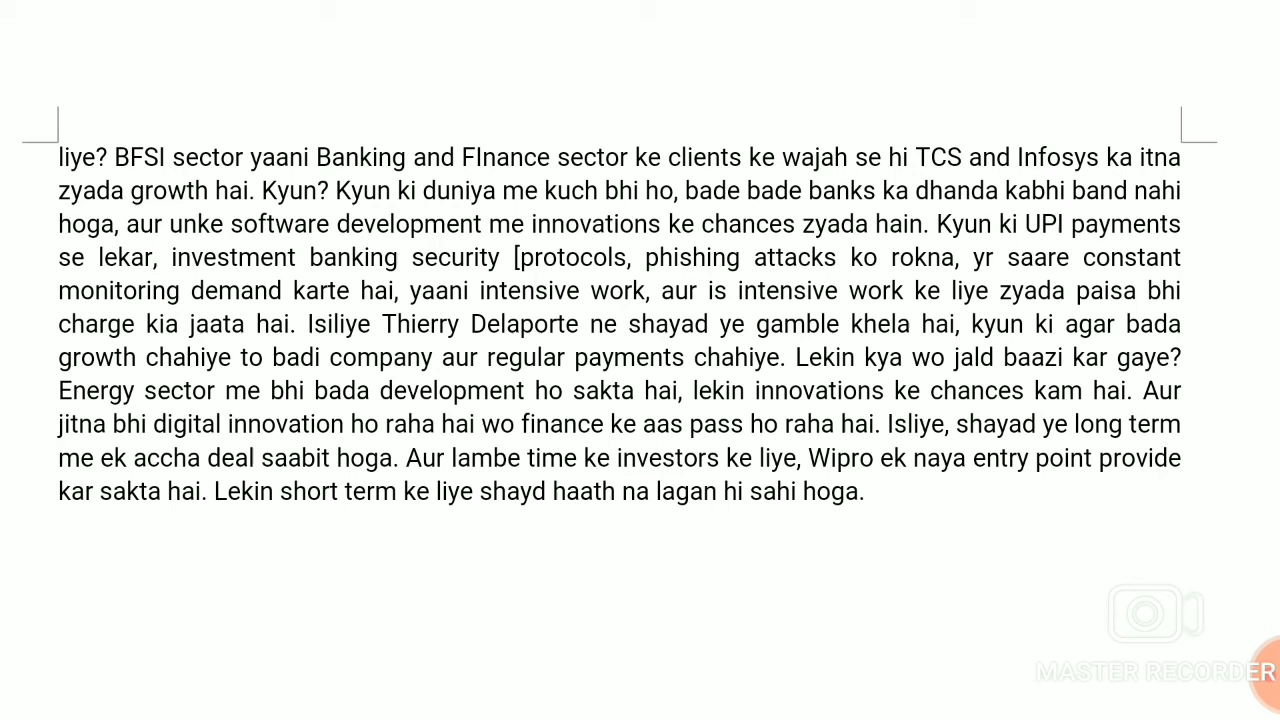 liye? BFSI sector yaani Banking and FInance sector ke clients ke wajah se hi TCS and Infosys ka itna
zyada growth hai. Kyun? Kyun ki duniya me kuch bhi ho, bade bade banks ka dhanda kabhi band nahi
hoga, aur unke software development me innovations ke chances zyada hain. Kyun ki UPI payments
se lekar, investment banking security [protocols, phishing attacks ko rokna, yr saare constant
monitoring demand karte hai, yaani intensive work, aur is intensive work ke liye zyada paisa bhi
charge kia jaata hai. Isiliye Thierry Delaporte ne shayad ye gamble khela hai, kyun ki agar bada
growth chahiye to badi company aur regular payments chahiye. Lekin kya wo jald baazi kar gaye?
Energy sector me bhi bada development ho sakta hai, lekin innovations ke chances kam hai. Aur
jitna bhi digital innovation ho raha hai wo finance ke aas pass ho raha hai. Isliye, shayad ye long term
me ek accha deal saabit hoga. Aur lambe time ke investors ke liye, Wipro ek naya entry point provide
kar sakta hai. Lekin short term ke liye shayd haath na lagan hi sahi hoga.
MASTER RECORDER